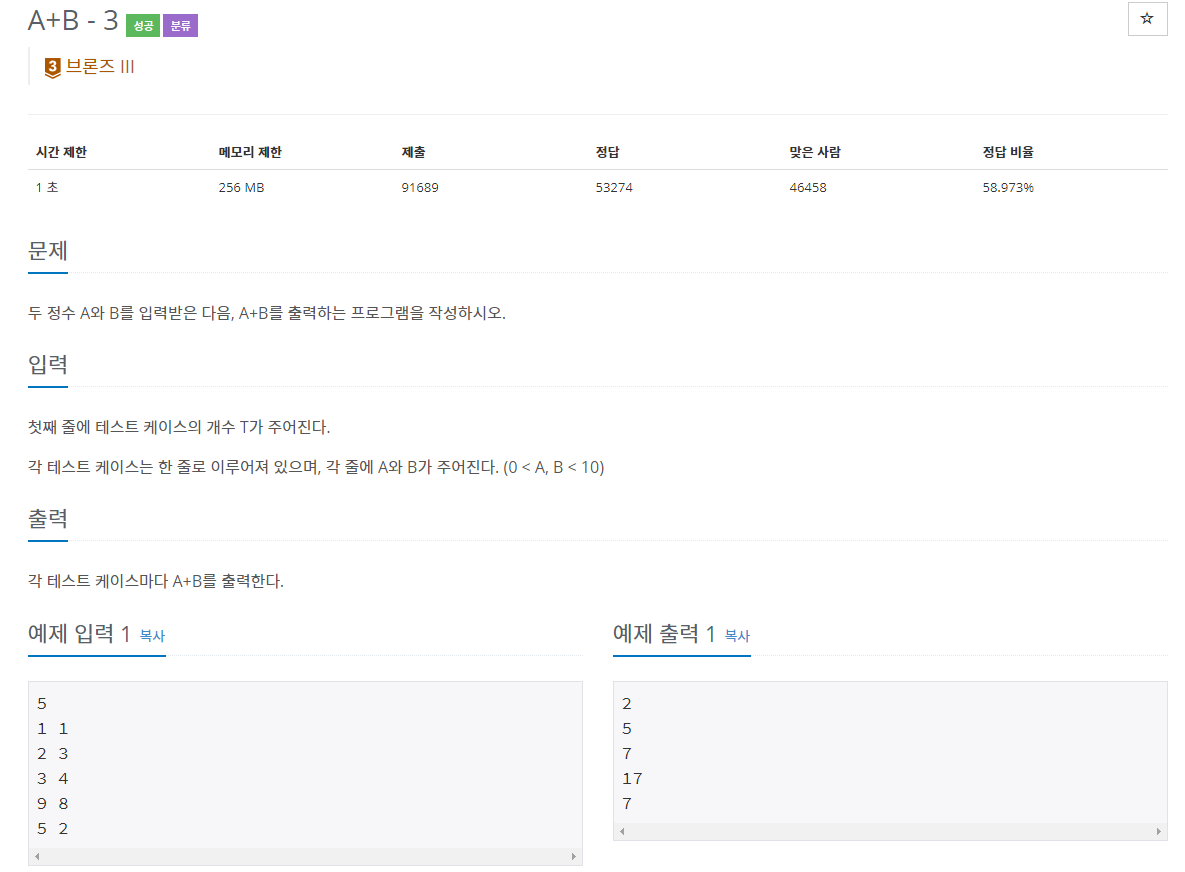 A+B - 3 성공 분류
☆
3 브론즈 III
시간 제한 메모리 제한 제출 정답 맞은 사람 정답 비율
1 초 256 MB 91689 53274 46458 58.973%
문제
두 정수 A와 B를 입력받은 다음, A+B를 출력하는 프로그램을 작성하시오.
입력
첫째 줄에 테스트 케이스의 개수 T가 주어진다.
각 테스트 케이스는 한 줄로 이루어져 있으며, 각 줄에 A와 B가 주어진다. (0 < A, B < 10)
출력
각 테스트 케이스마다 A+B를 출력한다.
예제 입력 1 복사
5
1 1
2 3
3 4
9 8
5 2
예제 출력 1 복사
2
5
7
17
7